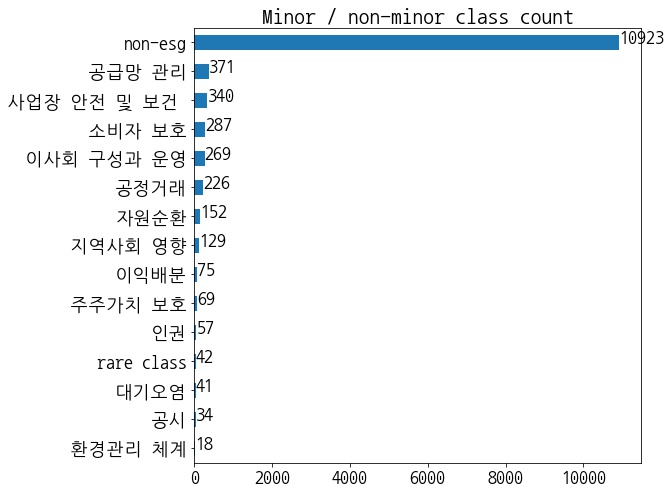 Minor / non-minor class count
non-esg 10923
공급망 관리 371
사업장 안전 및 보건 340
소비자 보호 287
이사회 구성과 운영 269
공정거래 226
자원순환 152
지역사회 영향 129
이익배분 75
주주가치 보호 69
인권 57
rare class 42
대기오염 41
공시 34
환경관리 체계 18
0 2000 4000 6000 8000 10000